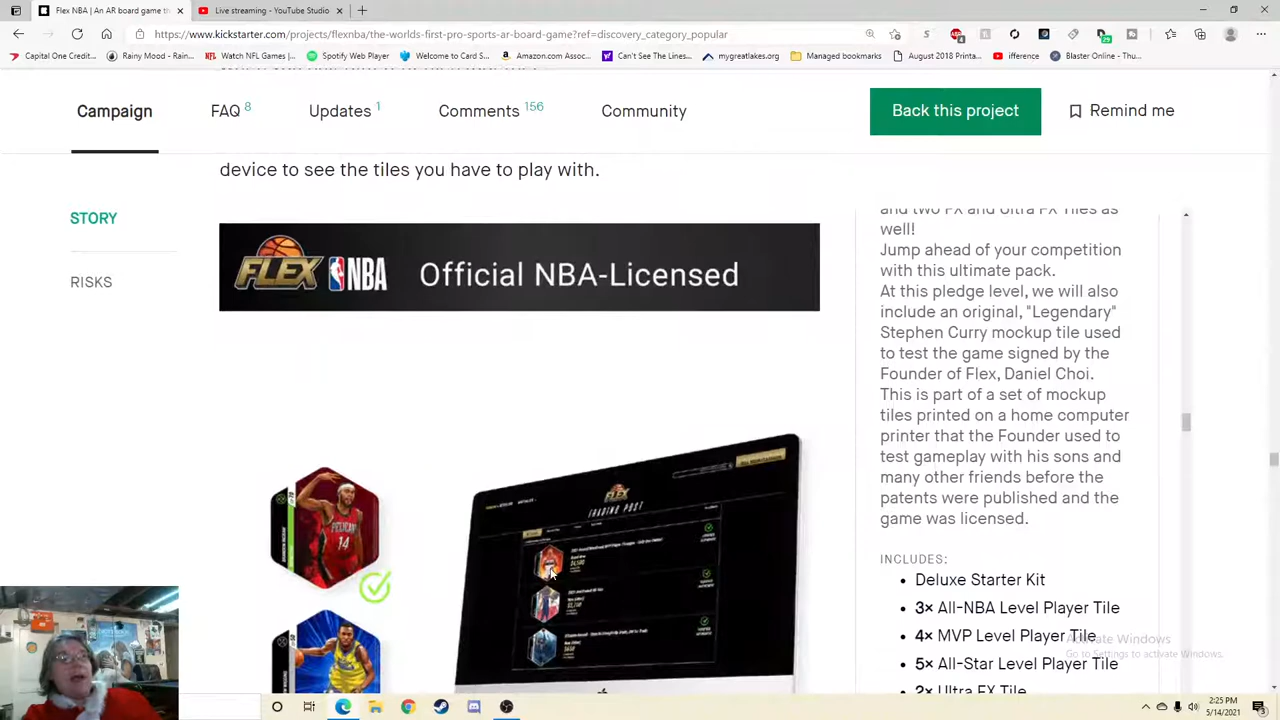 Flex NBA | An AR board game th
Live streaming - YouTube Studio
https://www.kickstarter.com/projects/flexnba/the-worlds-first-pro-sports-ar-board-game?ref=discovery_category_popular
Capital One Credit
Rainy Mood - Rain...
Watch NFL Games |...
Spotify Web Player
Welcome to Card S...
Amazon.com: Assoc...
Can't See The Lines...
mygreatlakes.org
Managed bookmarks
August 2018 Printa...
ifference
Blaster Online - Thu...
Campaign
FAQ 8
Updates 1
Comments 156
Community
Back this project
Remind me
device to see the tiles you have to play with.
STORY
RISKS
FLEX NBA Official NBA-Licensed
PELICANS
14
FLEX
TRADING POST
and two FX and Ultra FX Tiles as
well!
Jump ahead of your competition
with this ultimate pack.
At this pledge level, we will also
include an original, "Legendary"
Stephen Curry mockup tile used
to test the game signed by the
Founder of Flex, Daniel Choi.
This is part of a set of mockup
tiles printed on a home computer
printer that the Founder used to
test gameplay with his sons and
many other friends before the
patents were published and the
game was licensed.
INCLUDES:
• Deluxe Starter Kit
• 3× All-NBA Level Player Tile
• 4× MVP Level Player Tile
• 5× All-Star Level Player Tile
• 2× Ultra FX Tile
Activate Windows
Go to Settings to activate Windows.
2:25 PM
5/14/2021